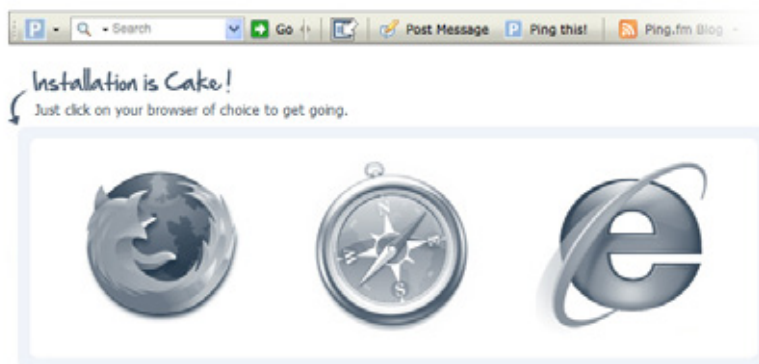 P Search Go Post Message P Ping this! Ping.fm Blog
Installation is Cake!
Just click on your browser of choice to get going.
N
W E
S
e